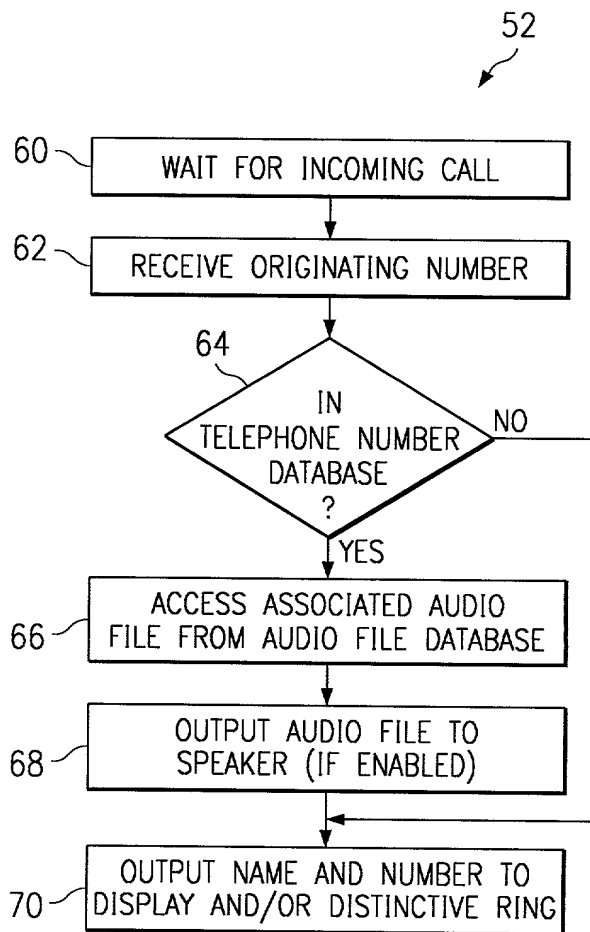 52
60
WAIT FOR INCOMING CALL
62
RECEIVE ORIGINATING NUMBER
64
IN
TELEPHONE NUMBER
DATABASE
?
NO
YES
66
ACCESS ASSOCIATED AUDIO
FILE FROM AUDIO FILE DATABASE
68
OUTPUT AUDIO FILE TO
SPEAKER (IF ENABLED)
70
OUTPUT NAME AND NUMBER TO
DISPLAY AND/OR DISTINCTIVE RING